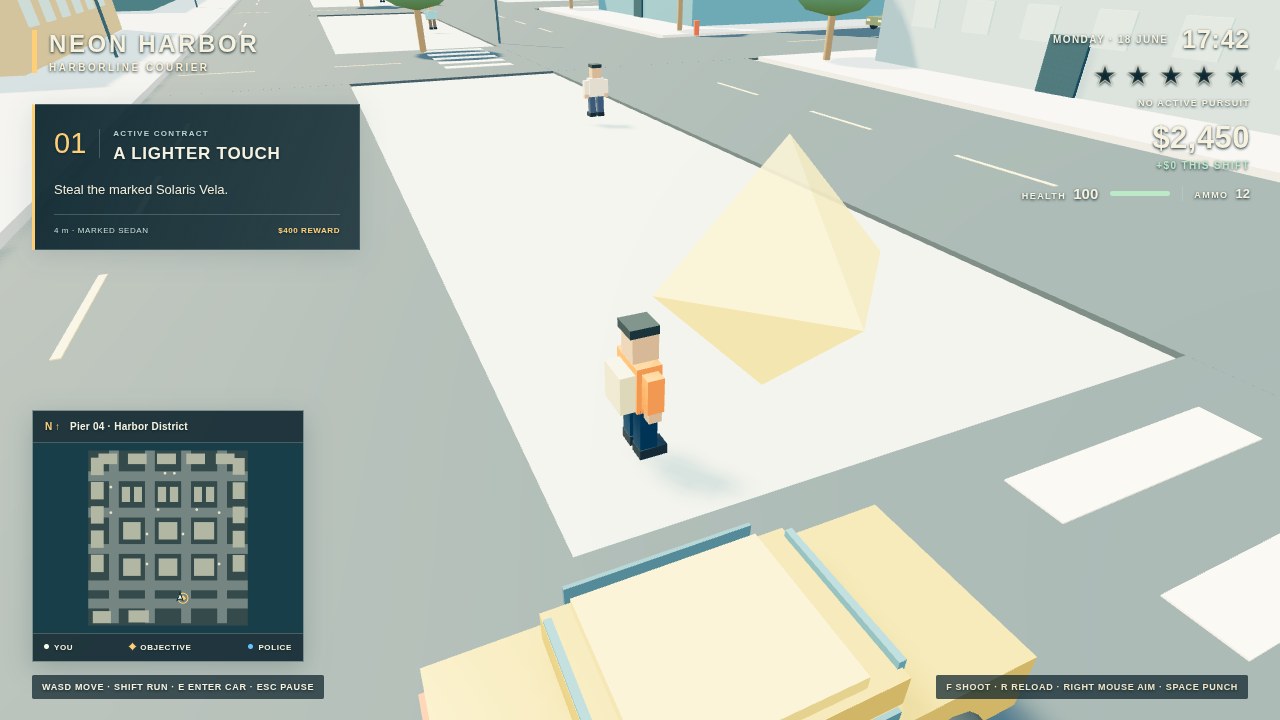 NEON HARBOR
HARBORLINE COURIER
MONDAY · 18 JUNE 17:42
★ ★ ★ ★ ★
NO ACTIVE PURSUIT
$2,450
+$0 THIS SHIFT
HEALTH 100 AMMO 12
01 ACTIVE CONTRACT
A LIGHTER TOUCH
Steal the marked Solaris Vela.
4 m · MARKED SEDAN $400 REWARD
N ↑ Pier 04 · Harbor District
YOU OBJECTIVE POLICE
WASD MOVE · SHIFT RUN · E ENTER CAR · ESC PAUSE
F SHOOT · R RELOAD · RIGHT MOUSE AIM · SPACE PUNCH